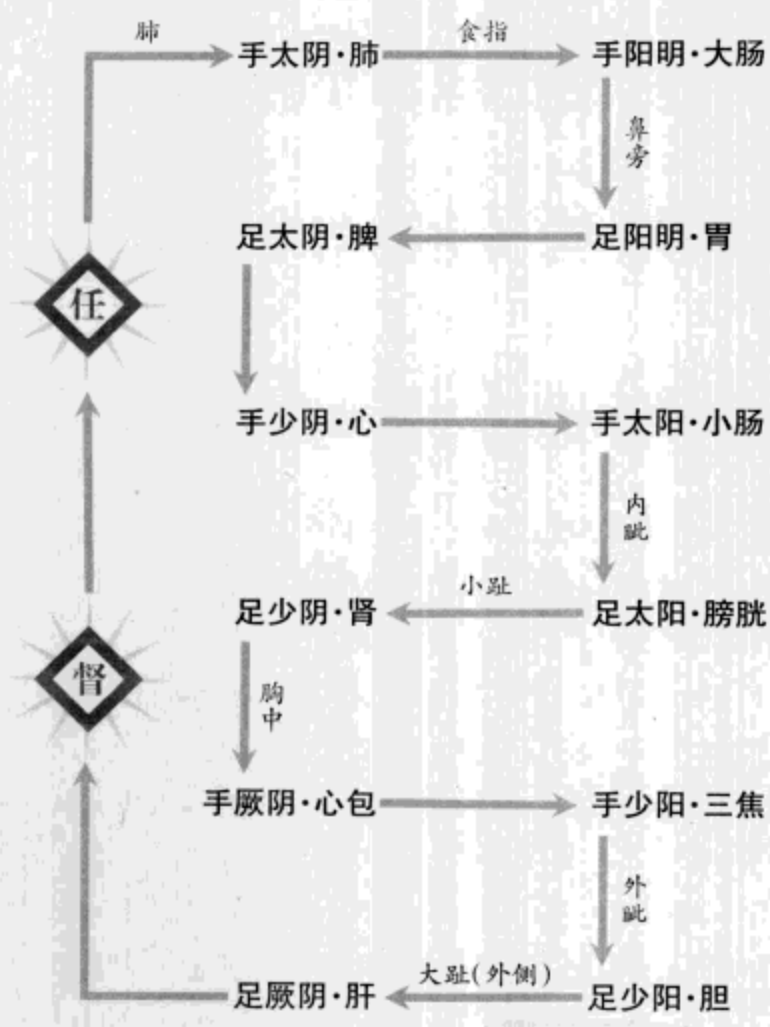 肺
食指
手太阴·肺
手阳明·大肠
鼻旁
足太阴·脾
足阳明·胃
任
手少阴·心
手太阳·小肠
内眦
小趾
足少阴·肾
足太阳·膀胱
督
胸中
手厥阴·心包
手少阳·三焦
外眦
大趾(外侧)
足厥阴·肝
足少阳·胆